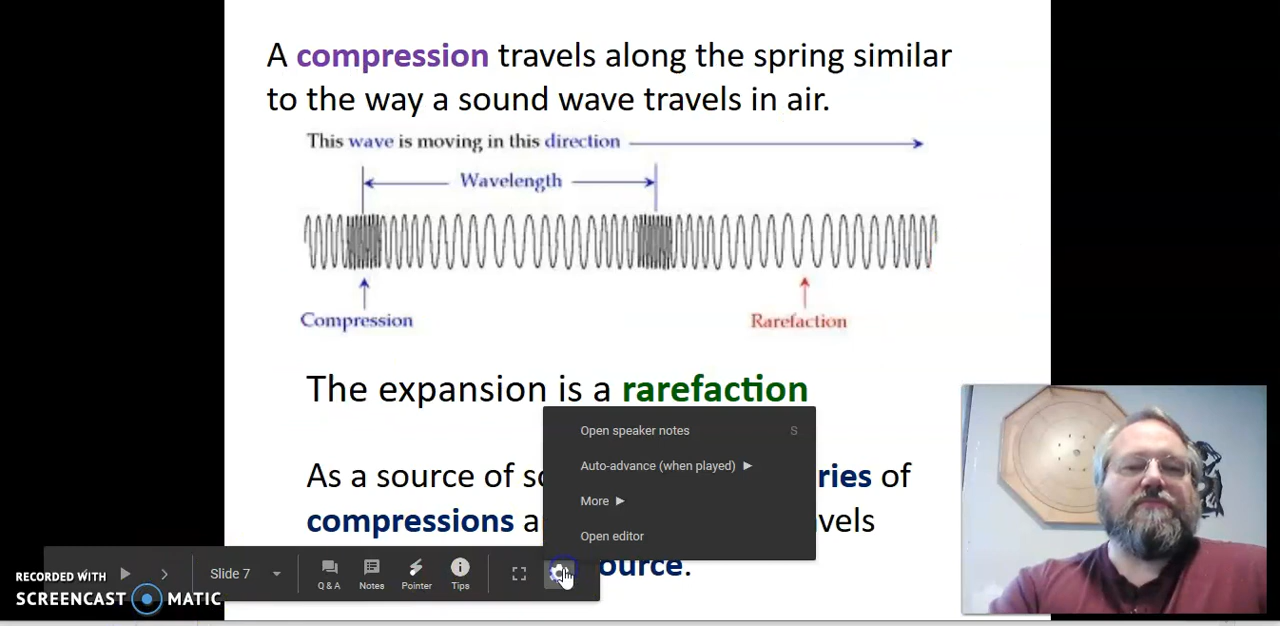 A compression travels along the spring similar
to the way a sound wave travels in air.
This wave is moving in this direction
Wavelength
Compression
Rarefaction
The expansion is a rarefaction
Open speaker notes S
Auto-advance (when played)
More
Open editor
As a source of so ries of
compressions a vels
ource.
RECORDED WITH
SCREENCAST MATIC
Slide 7
Q & A
Notes
Pointer
Tips